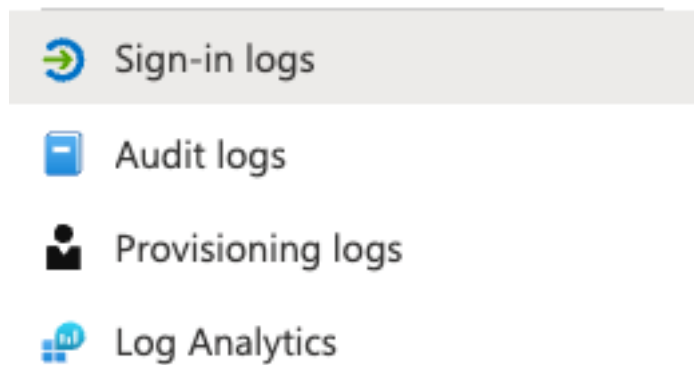 Sign-in logs
Audit logs
Provisioning logs
Log Analytics